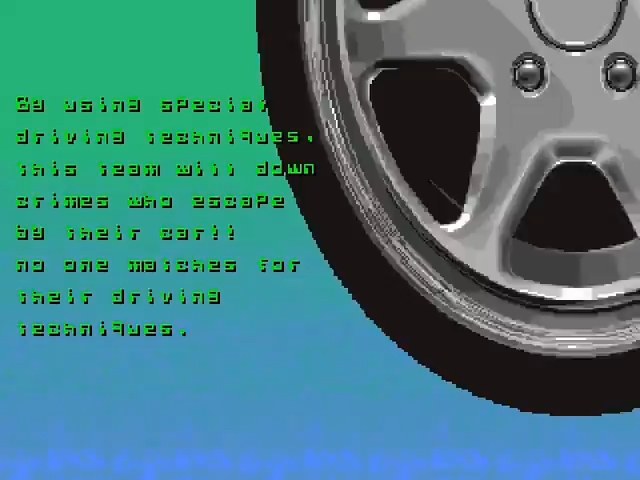 By using special
driving techniques,
this team will down
crimes who escape
by their car!!
no one matches for
their driving
techniques.